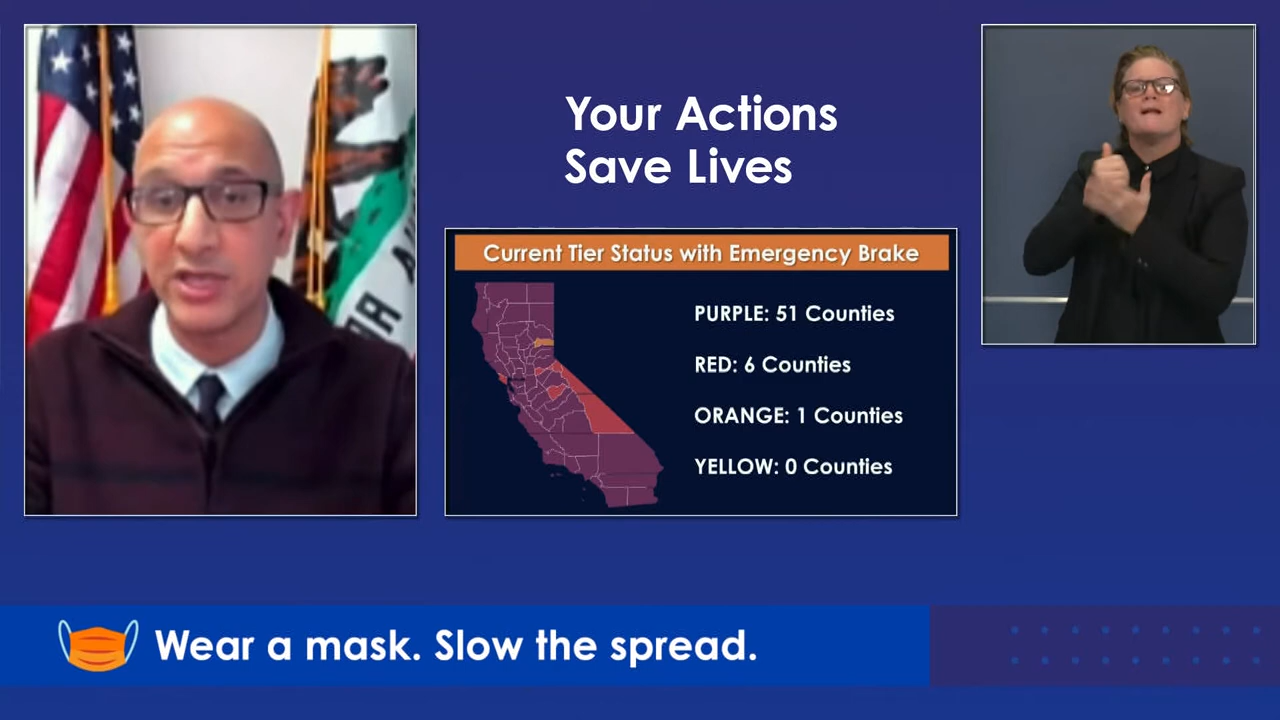 Your Actions
Save Lives
Current Tier Status with Emergency Brake
PURPLE: 51 Counties
RED: 6 Counties
ORANGE: 1 Counties
YELLOW: 0 Counties
Wear a mask. Slow the spread.